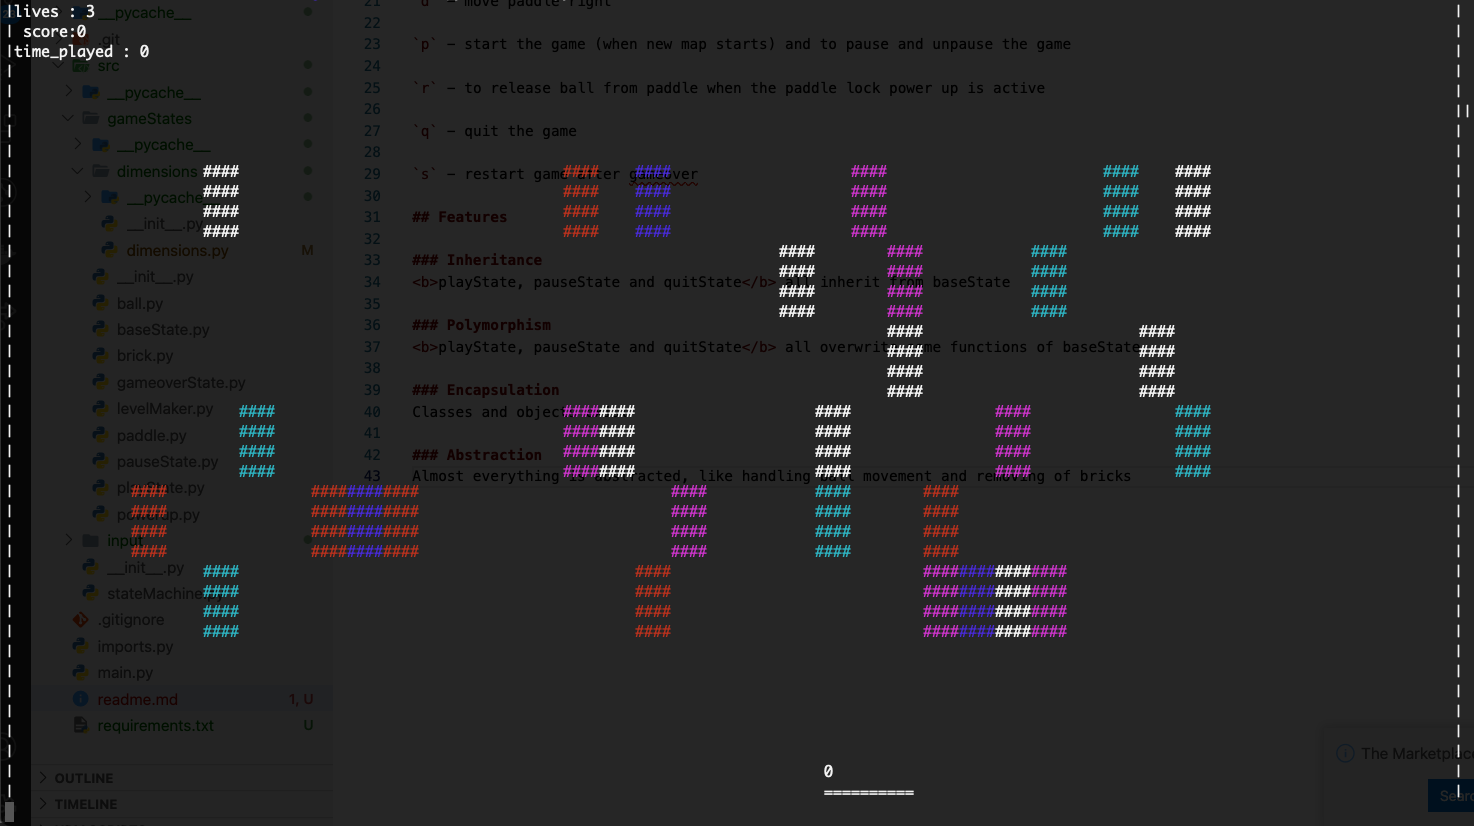 lives : 3
score:0
time_played : 0
__pycache__
.git
src
__pycache__
gameStates
__pycache__
dimensions
__pycache__
__init__.py
dimensions.py M
__init__.py
ball.py
baseState.py
brick.py
gameoverState.py
levelMaker.py
paddle.py
pauseState.py
input
__init__.py
.gitignore
imports.py
main.py
readme.md 1, U
requirements.txt U
OUTLINE
TIMELINE
21 `d` - move paddle right
22
23 `p` - start the game (when new map starts) and to pause and unpause the game
24
25 `r` - to release ball from paddle when the paddle lock power up is active
26
27 `q` - quit the game
28
29 `s` - restart game after gameover
30
31 ## Features
32
33 ### Inheritance
34 <b>playState, pauseState and quitState</b> all inherit from baseState
35
36 ### Polymorphism
37 <b>playState, pauseState and quitState</b> all overwrite some functions of baseState
38
39 ### Encapsulation
40 Classes and objects
41
42 ### Abstraction
43 Almost everything is abstracted, like handling ball movement and removing of bricks
#### #### #### #### #### ####
#### #### #### #### #### ####
#### #### #### #### #### ####
#### #### #### #### #### ####
#### #### ####
#### #### ####
#### #### ####
#### #### ####
#### ####
#### ####
#### ####
#### ####
#### ######## #### #### ####
#### ######## #### #### ####
#### ######## #### #### ####
#### ######## #### #### ####
#### ############ #### #### ####
#### ############ #### #### ####
#### ############ #### #### ####
#### ############ #### #### ####
#### #### ################
#### #### ################
#### #### ################
#### #### ################
0
==========
The Marketplace